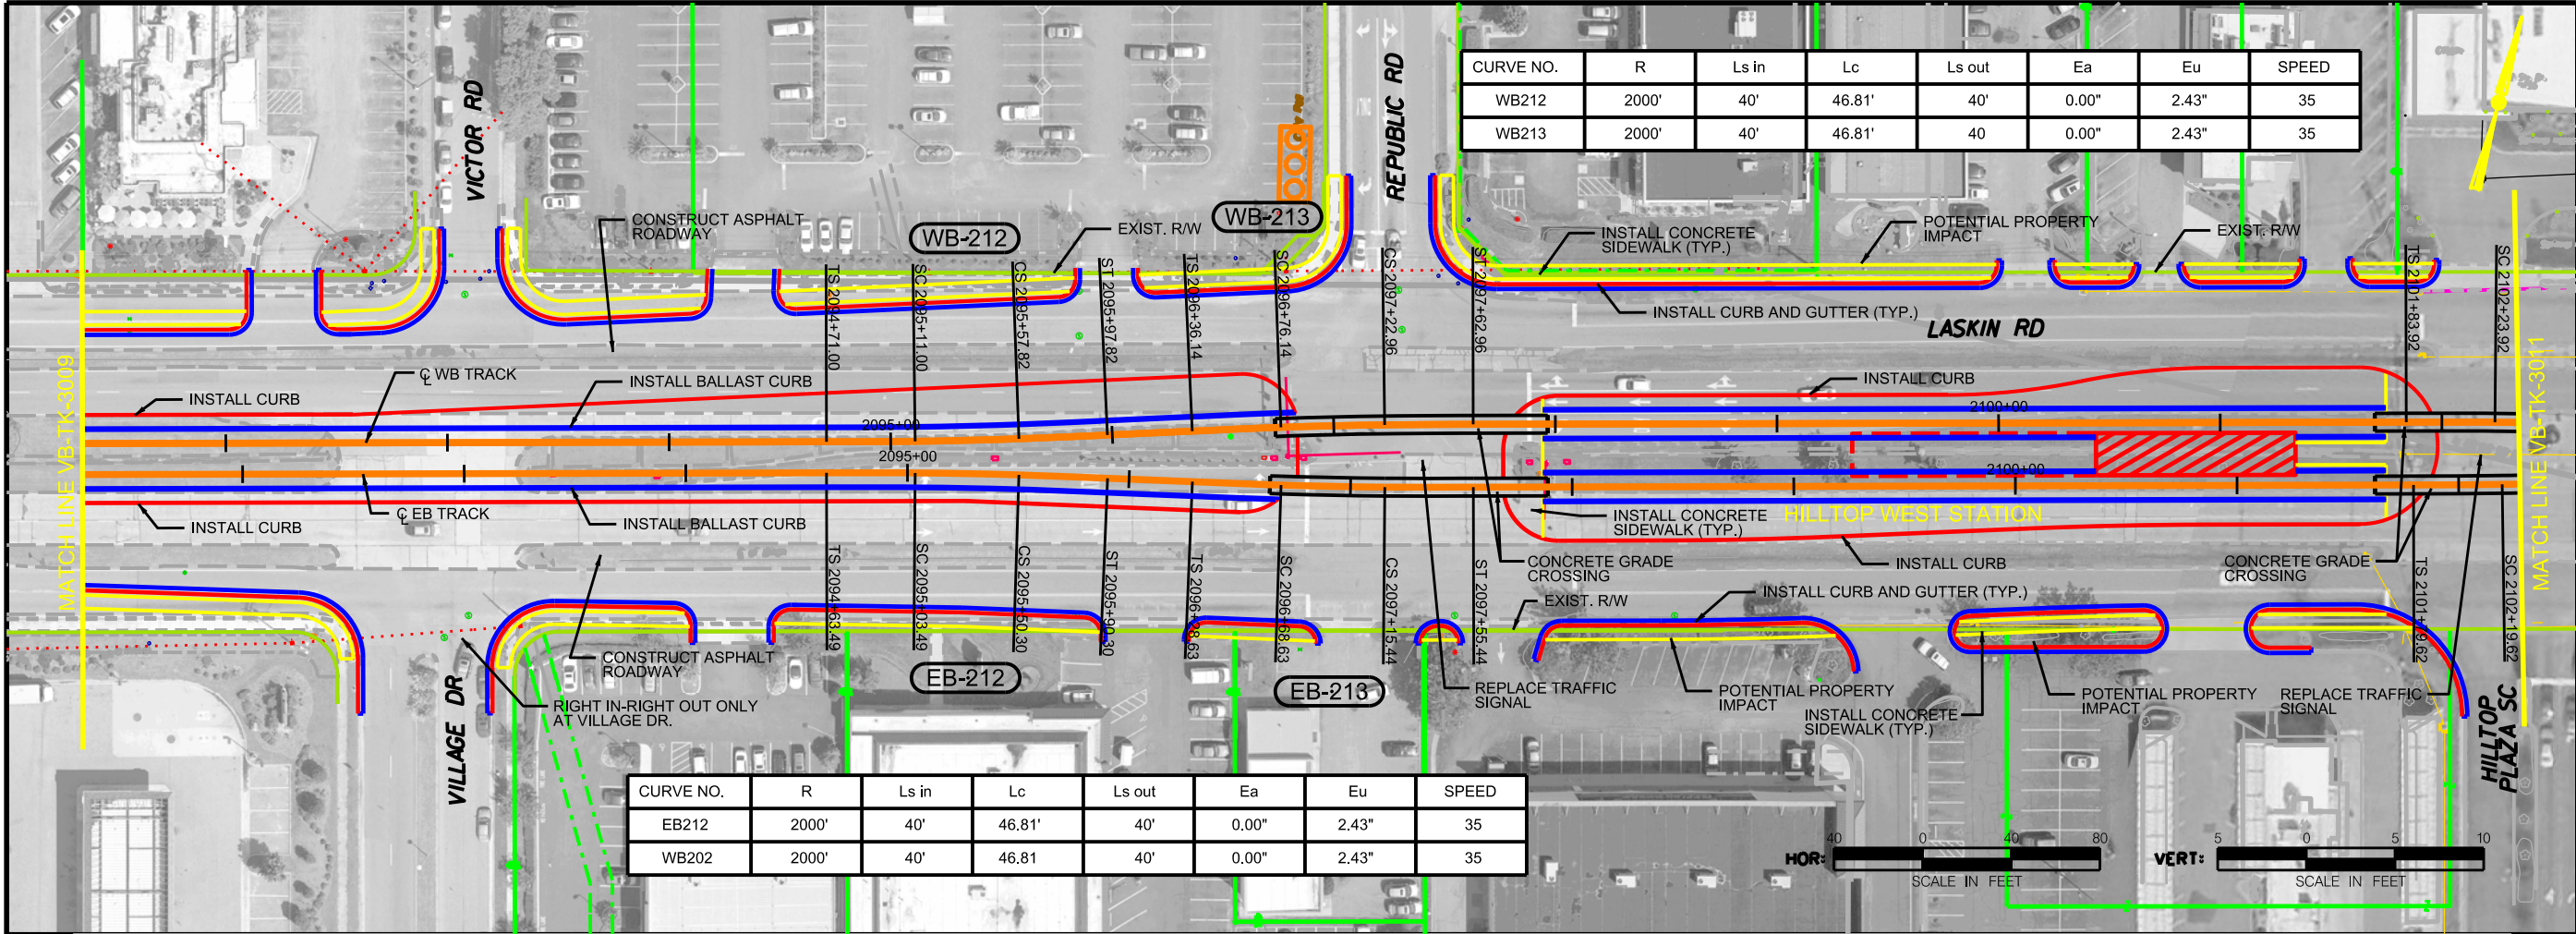 CURVE NO. R Ls in Lc Ls out Ea Eu SPEED
WB212 2000' 40' 46.81' 40' 0.00" 2.43" 35
WB213 2000' 40' 46.81' 40 0.00" 2.43" 35
VICTOR RD
REPUBLIC RD
CONSTRUCT ASPHALT
ROADWAY
WB-212
EXIST. R/W
WB-213
INSTALL CONCRETE
SIDEWALK (TYP.)
POTENTIAL PROPERTY
IMPACT
EXIST. R/W
TS 2094+71.00
SC 2095+11.00
CS 2095+57.82
ST 2095+97.82
TS 2096+36.14
SC 2096+76.14
CS 2097+22.96
ST 2097+62.96
TS 2101+83.92
SC 2102+23.92
INSTALL CURB AND GUTTER (TYP.)
LASKIN RD
MATCH LINE VB-TK-3009
℄ WB TRACK
INSTALL BALLAST CURB
INSTALL CURB
INSTALL CURB
2095+00
2100+00
2095+00
2100+00
MATCH LINE VB-TK-3011
INSTALL CURB
℄ EB TRACK
INSTALL BALLAST CURB
INSTALL CONCRETE
SIDEWALK (TYP.)
HILLTOP WEST STATION
CONCRETE GRADE
CROSSING
INSTALL CURB
CONCRETE GRADE
CROSSING
TS 2094+63.49
SC 2095+03.49
CS 2095+50.30
ST 2095+90.30
TS 2096+28.63
SC 2096+68.63
CS 2097+15.44
ST 2097+55.44
TS 2101+79.62
SC 2102+19.62
EXIST. R/W
INSTALL CURB AND GUTTER (TYP.)
CONSTRUCT ASPHALT
ROADWAY
EB-212
EB-213
REPLACE TRAFFIC
SIGNAL
POTENTIAL PROPERTY
IMPACT
INSTALL CONCRETE
SIDEWALK (TYP.)
POTENTIAL PROPERTY
IMPACT
REPLACE TRAFFIC
SIGNAL
RIGHT IN-RIGHT OUT ONLY
AT VILLAGE DR.
VILLAGE DR
HILLTOP
PLAZA SC
CURVE NO. R Ls in Lc Ls out Ea Eu SPEED
EB212 2000' 40' 46.81' 40' 0.00" 2.43" 35
WB202 2000' 40' 46.81 40' 0.00" 2.43" 35
40 0 40 80
HOR:
SCALE IN FEET
5 0 5 10
VERT:
SCALE IN FEET